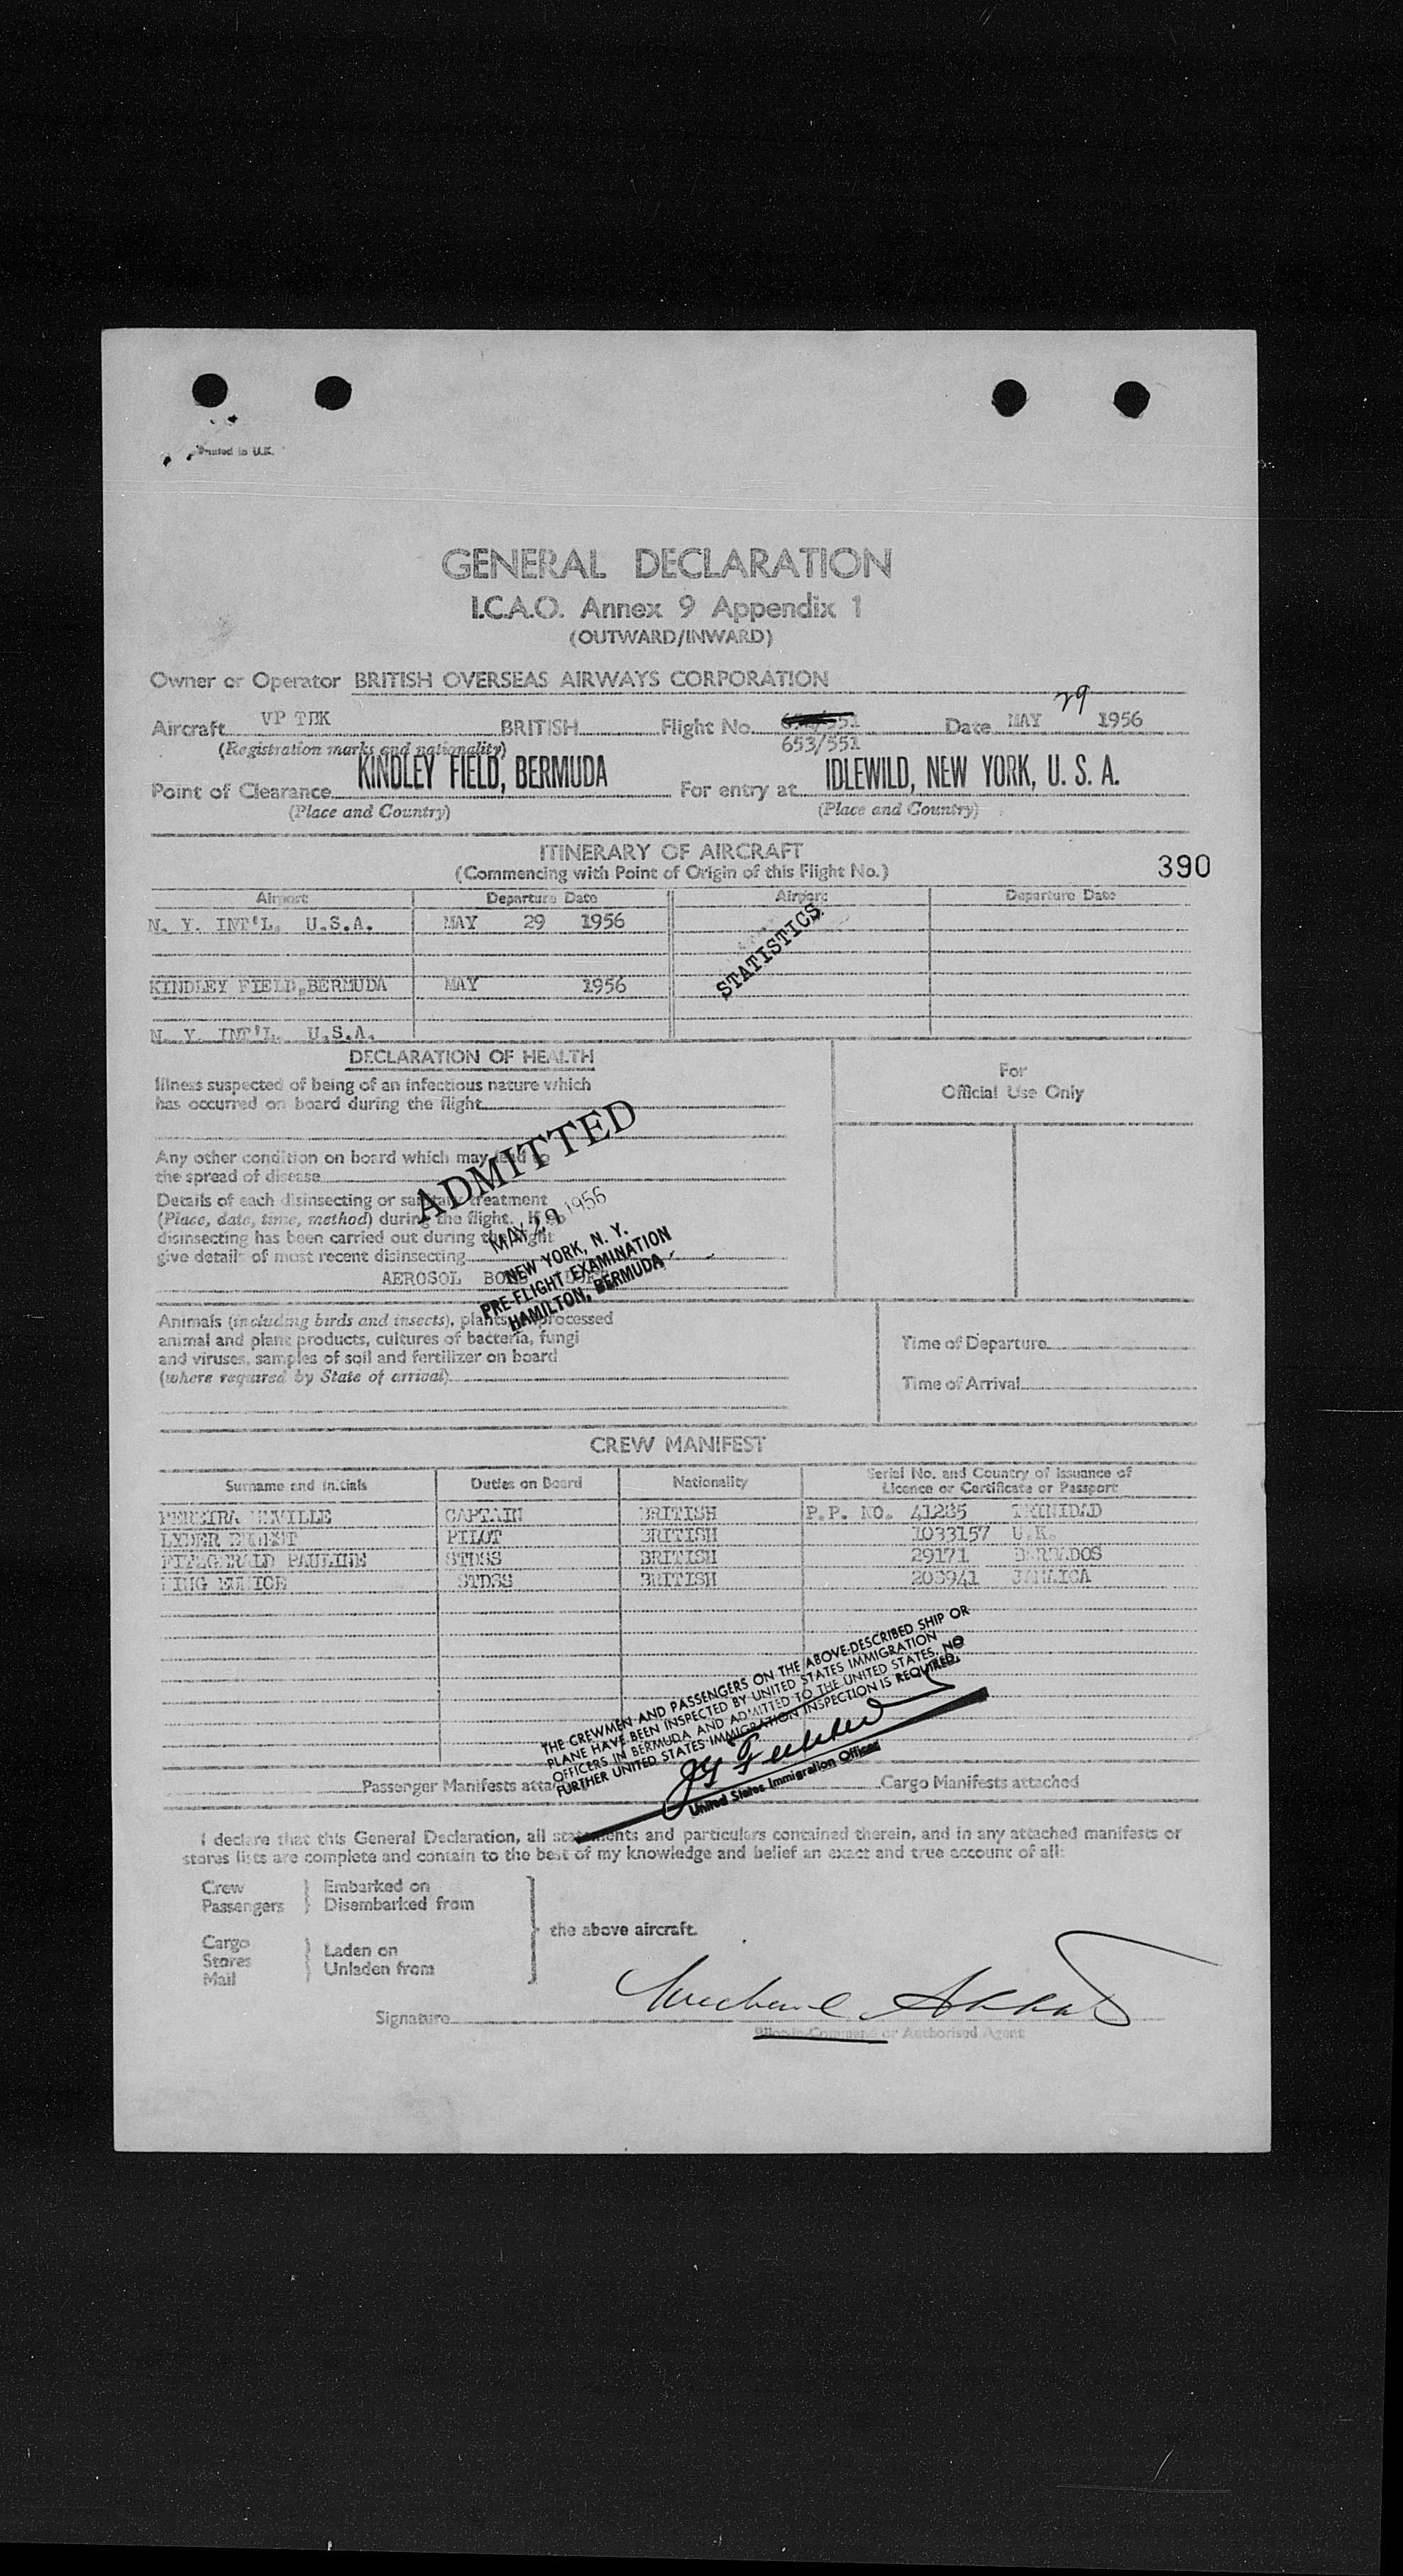 Printed in U.K.
GENERAL DECLARATION
I.C.A.O. Annex 9 Appendix 1
(OUTWARD/INWARD)
Owner or Operator BRITISH OVERSEAS AIRWAYS CORPORATION
29
Aircraft VP TBK BRITISH Flight No. Date MAY 1956
(Registration marks and nationality) 653/551
Point of Clearance KINDLEY FIELD, BERMUDA For entry at IDLEWILD, NEW YORK, U. S. A.
(Place and Country) (Place and Country)
ITINERARY OF AIRCRAFT
(Commencing with Point of Origin of this Flight No.) 390
Airport Departure Date Airport Departure Date
N. Y. INT'L, U.S.A. MAY 29 1956
STATISTICS
KINDLEY FIELD,BERMUDA MAY 1956
N. Y. INT'L. U.S.A.
DECLARATION OF HEALTH
For
Official Use Only
Illness suspected of being of an infectious nature which
has occurred on board during the flight
Any other condition on board which may lead to
the spread of disease
Details of each disinsecting or sanitary treatment
(Place, date, time, method) during the flight. If no
disinsecting has been carried out during the flight
give details of most recent disinsecting
AEROSOL
ADMITTED
MAY 29 1956
NEW YORK, N. Y.
PRE-FLIGHT EXAMINATION
HAMILTON, BERMUDA
Animals (including birds and insects), plants, unprocessed
animal and plant products, cultures of bacteria, fungi
and viruses, samples of soil and fertilizer on board
(where required by State of arrival)
Time of Departure
Time of Arrival
CREW MANIFEST
Surname and Initials Duties on Board Nationality Serial No. and Country of Issuance of
Licence or Certificate or Passport
PEREIRA NEVILLE CAPTAIN BRITISH P.P. NO. 41285 TRINIDAD
LYDER ERNEST PILOT BRITISH 1033157 U.K.
FITZGERALD PAULINE STDSS BRITISH 29171 BARBADOS
KING EUNICE STDSS BRITISH 203941 JAMAICA
THE CREWMEN AND PASSENGERS ON THE ABOVE-DESCRIBED SHIP OR
PLANE HAVE BEEN INSPECTED BY UNITED STATES IMMIGRATION
OFFICERS IN BERMUDA AND ADMITTED TO THE UNITED STATES. NO
FURTHER UNITED STATES IMMIGRATION INSPECTION IS REQUIRED.
United States Immigration Officer
Passenger Manifests attached Cargo Manifests attached
I declare that this General Declaration, all statements and particulars contained therein, and in any attached manifests or
stores lists are complete and contain to the best of my knowledge and belief an exact and true account of all:
Crew Embarked on
Passengers Disembarked from
the above aircraft.
Cargo
Stores Laden on
Mail Unladen from
Signature
Pilot-in-Command or Authorised Agent